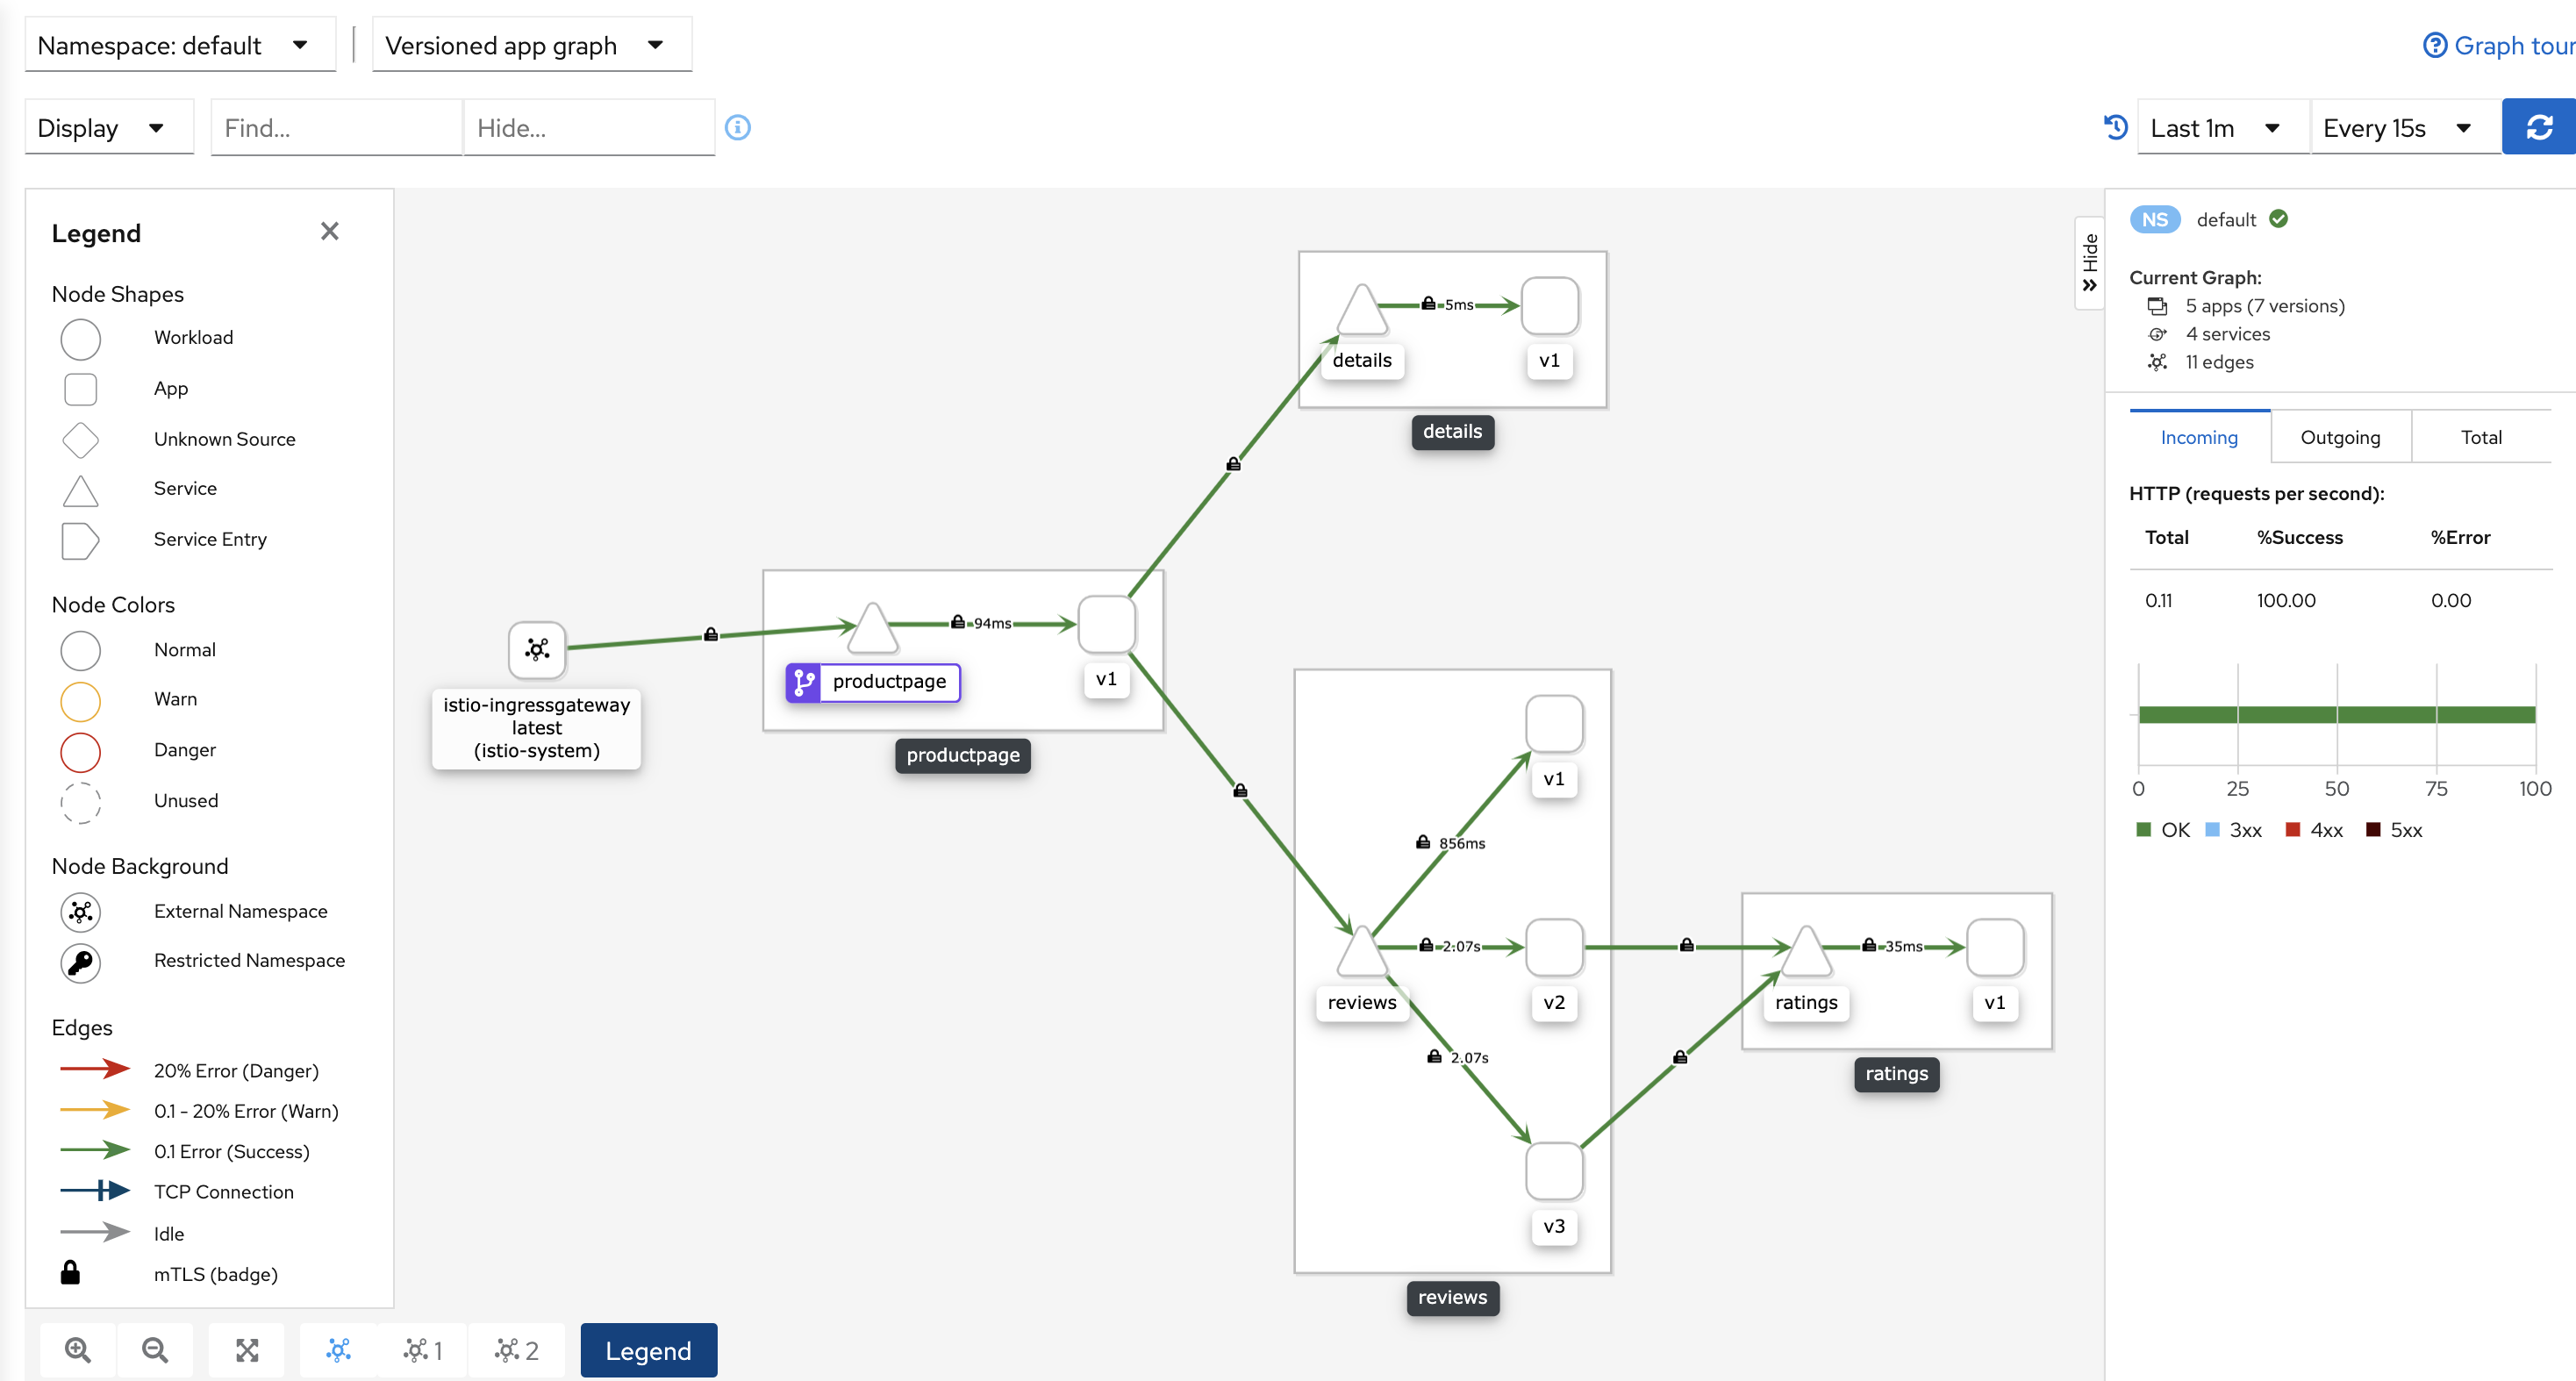 Namespace: default
Versioned app graph
Graph tour
Display
Find...
Hide...
Last 1m
Every 15s
Legend
Node Shapes
Workload
App
Unknown Source
Service
Service Entry
Node Colors
Normal
Warn
Danger
Unused
Node Background
External Namespace
Restricted Namespace
Edges
20% Error (Danger)
0.1 - 20% Error (Warn)
0.1 Error (Success)
TCP Connection
Idle
mTLS (badge)
istio-ingressgateway
latest
(istio-system)
94ms
productpage
v1
productpage
5ms
details
v1
details
v1
856ms
2.07s
reviews
v2
2.07s
v3
reviews
35ms
ratings
v1
ratings
1
2
Legend
Hide
NS default
Current Graph:
5 apps (7 versions)
4 services
11 edges
Incoming
Outgoing
Total
HTTP (requests per second):
Total %Success %Error
0.11 100.00 0.00
0 25 50 75 100
OK 3xx 4xx 5xx